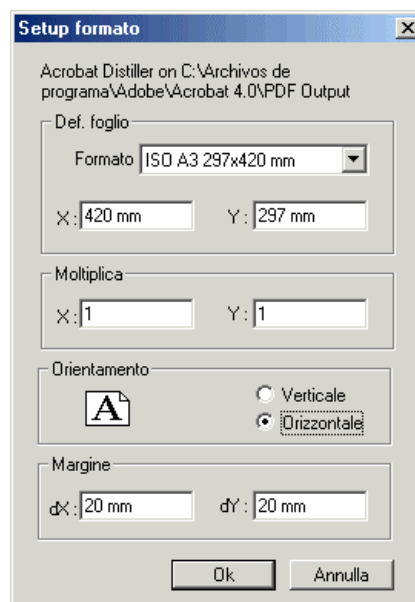 Setup formato
Acrobat Distiller on C:\Archivos de
programa\Adobe\Acrobat 4.0\PDF Output
Def. foglio
Formato ISO A3 297x420 mm
X: 420 mm Y: 297 mm
Moltiplica
X: 1 Y: 1
Orientamento
A
Verticale
Orizzontale
Margine
dX: 20 mm dY: 20 mm
Ok Annulla